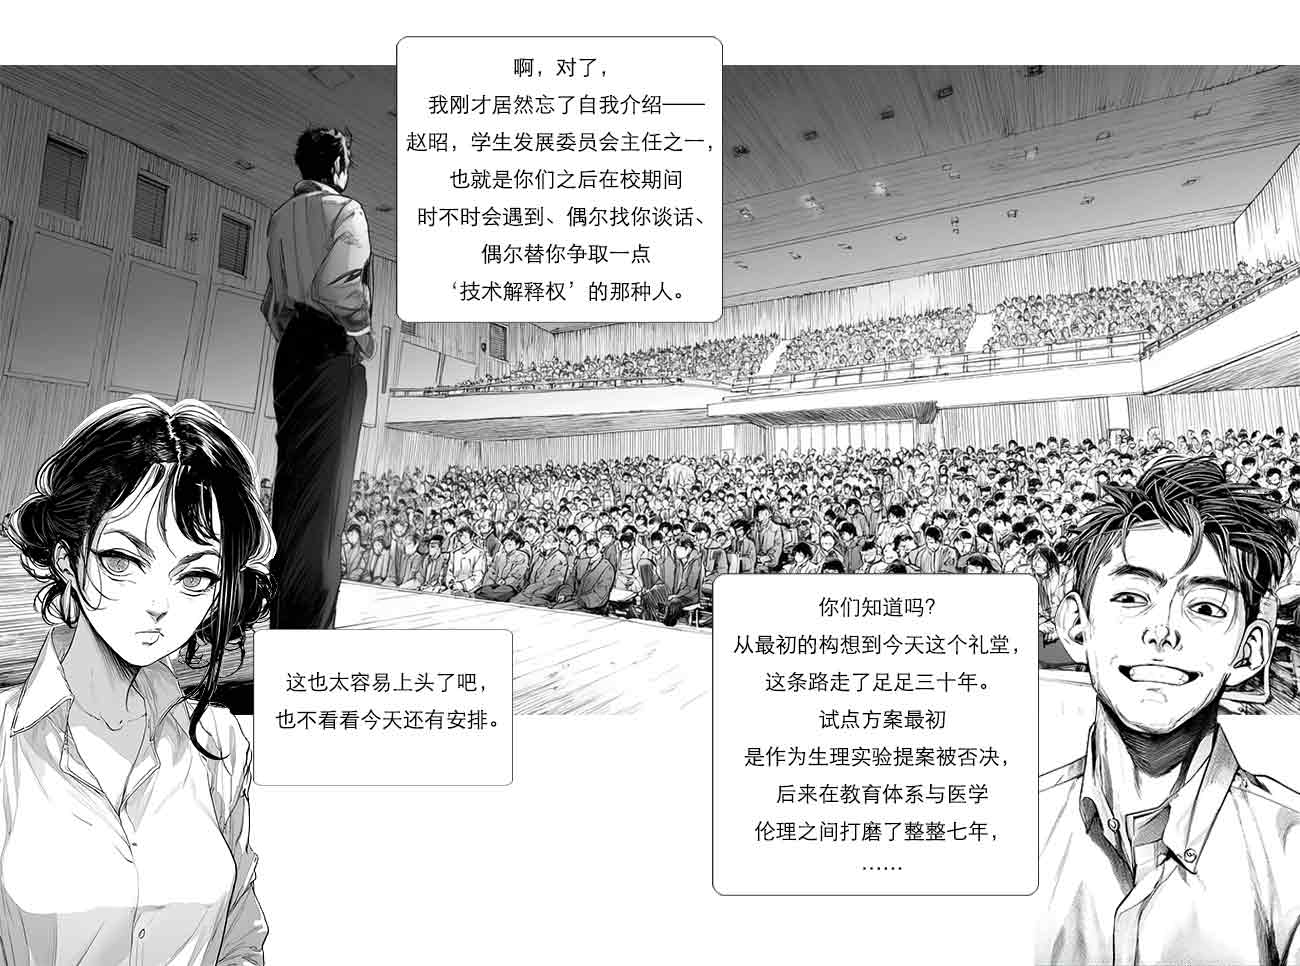 啊，对了，
我刚才居然忘了自我介绍——
赵昭，学生发展委员会主任之一，
也就是你们之后在校期间
时不时会遇到、偶尔找你谈话、
偶尔替你争取一点
‘技术解释权’的那种人。
这也太容易上头了吧，
也不看看今天还有安排。
你们知道吗？
从最初的构想到今天这个礼堂，
这条路走了足足三十年。
试点方案最初
是作为生理实验提案被否决，
后来在教育体系与医学
伦理之间打磨了整整七年，
……